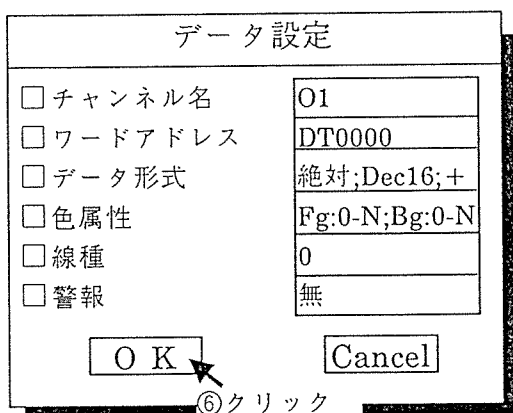 データ設定
□チャンネル名 O1
□ワードアドレス DT0000
□データ形式 絶対;Dec16;+
□色属性 Fg:0-N;Bg:0-N
□線種 0
□警報 無
OK Cancel
⑥クリック